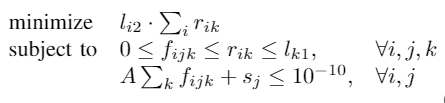 minimize l_{i2} · ∑_i r_{ik}
subject to 0 ≤ f_{ijk} ≤ r_{ik} ≤ l_{k1}, ∀i, j, k
A ∑_k f_{ijk} + s_j ≤ 10^{-10}, ∀i, j